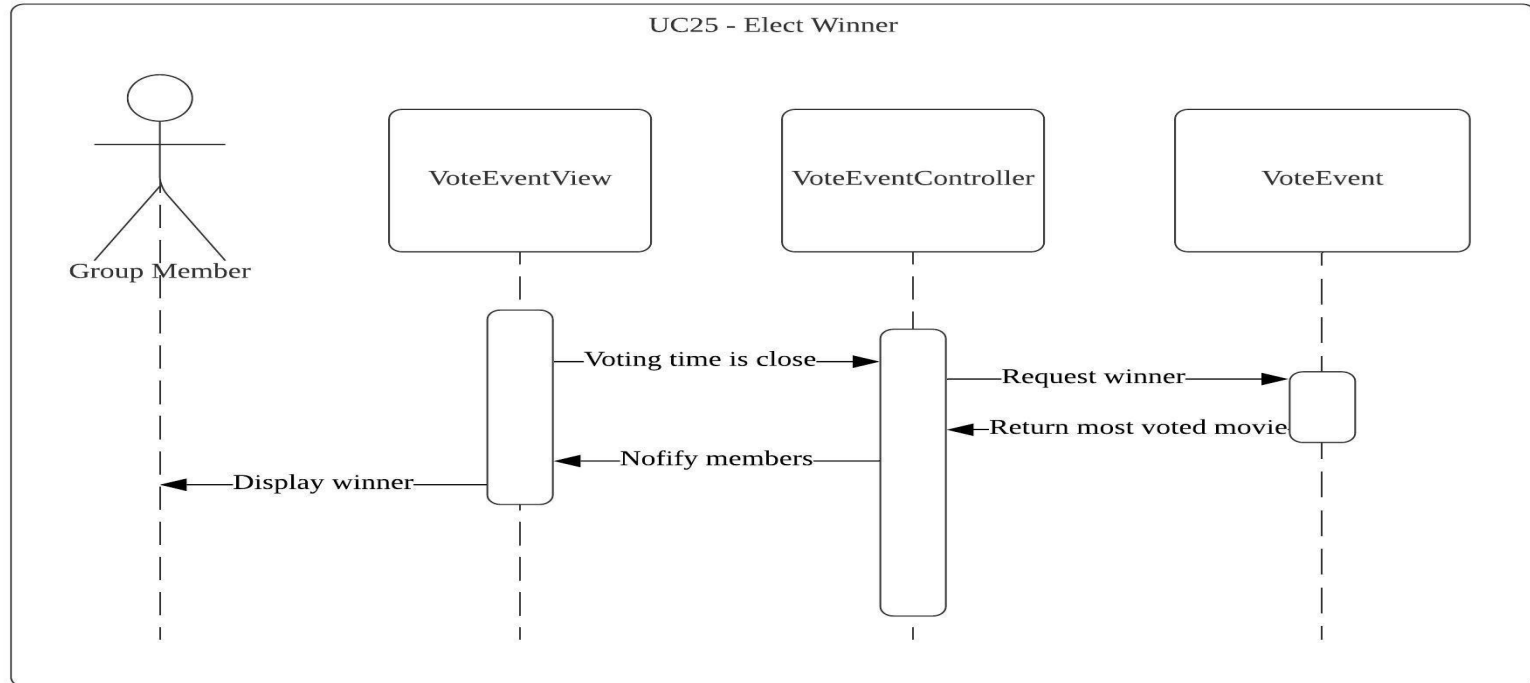 UC25 - Elect Winner
VoteEventView
VoteEventController
VoteEvent
Group Member
Voting time is close
Request winner
Return most voted movie
Nofify members
Display winner